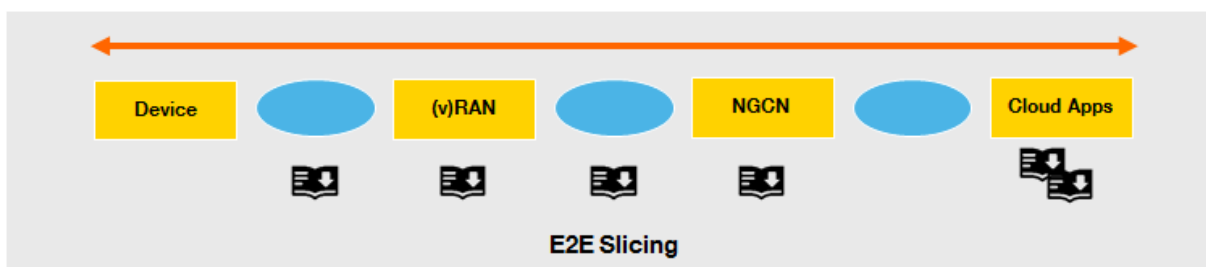 Device
(v)RAN
NGCN
Cloud Apps
E2E Slicing